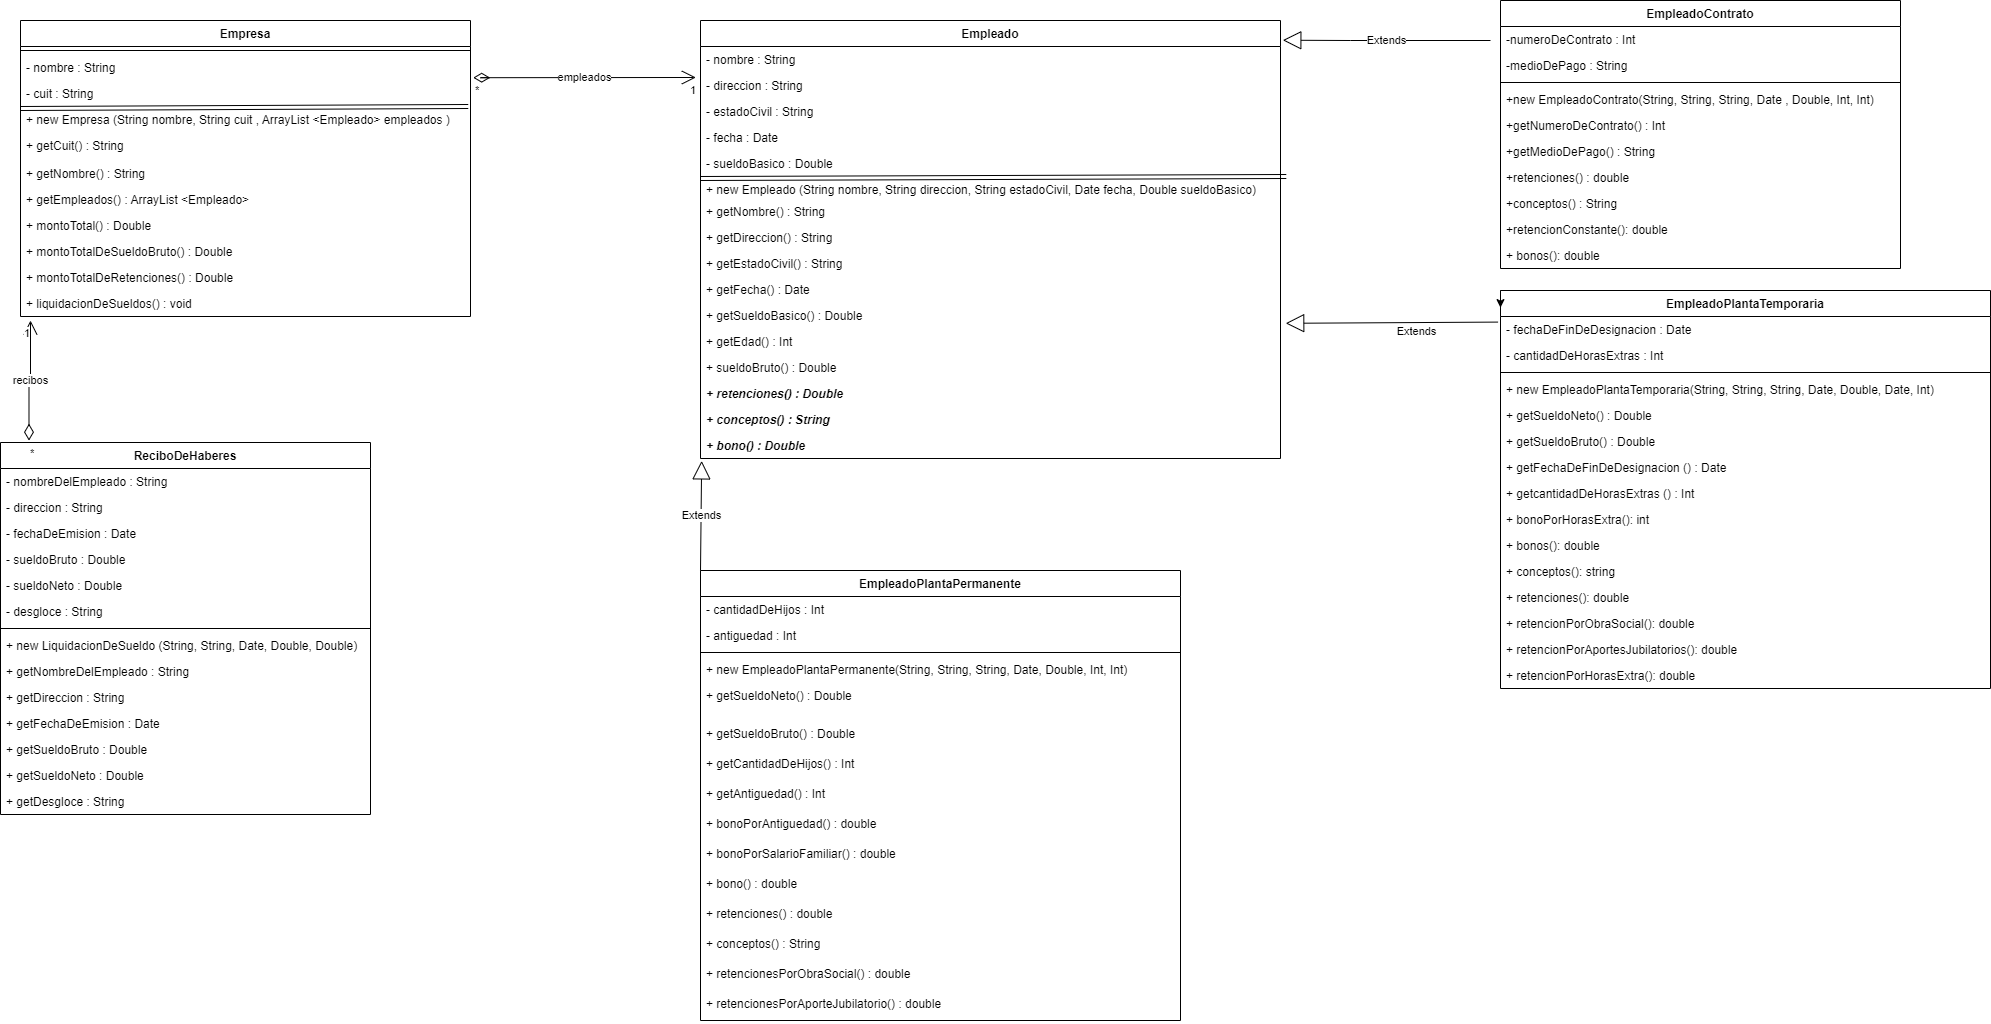 Empresa
- nombre : String
- cuit : String
+ new Empresa (String nombre, String cuit , ArrayList <Empleado> empleados )
+ getCuit() : String
+ getNombre() : String
+ getEmpleados() : ArrayList <Empleado>
+ montoTotal() : Double
+ montoTotalDeSueldoBruto() : Double
+ montoTotalDeRetenciones() : Double
+ liquidacionDeSueldos() : void
empleados
*
1
1
recibos
*
ReciboDeHaberes
- nombreDelEmpleado : String
- direccion : String
- fechaDeEmision : Date
- sueldoBruto : Double
- sueldoNeto : Double
- desgloce : String
+ new LiquidacionDeSueldo (String, String, Date, Double, Double)
+ getNombreDelEmpleado : String
+ getDireccion : String
+ getFechaDeEmision : Date
+ getSueldoBruto : Double
+ getSueldoNeto : Double
+ getDesgloce : String
Empleado
- nombre : String
- direccion : String
- estadoCivil : String
- fecha : Date
- sueldoBasico : Double
+ new Empleado (String nombre, String direccion, String estadoCivil, Date fecha, Double sueldoBasico)
+ getNombre() : String
+ getDireccion() : String
+ getEstadoCivil() : String
+ getFecha() : Date
+ getSueldoBasico() : Double
+ getEdad() : Int
+ sueldoBruto() : Double
+ retenciones() : Double
+ conceptos() : String
+ bono() : Double
Extends
EmpleadoPlantaPermanente
- cantidadDeHijos : Int
- antiguedad : Int
+ new EmpleadoPlantaPermanente(String, String, String, Date, Double, Int, Int)
+ getSueldoNeto() : Double
+ getSueldoBruto() : Double
+ getCantidadDeHijos() : Int
+ getAntiguedad() : Int
+ bonoPorAntiguedad() : double
+ bonoPorSalarioFamiliar() : double
+ bono() : double
+ retenciones() : double
+ conceptos() : String
+ retencionesPorObraSocial() : double
+ retencionesPorAporteJubilatorio() : double
Extends
EmpleadoContrato
-numeroDeContrato : Int
-medioDePago : String
+new EmpleadoContrato(String, String, String, Date , Double, Int, Int)
+getNumeroDeContrato() : Int
+getMedioDePago() : String
+retenciones() : double
+conceptos() : String
+retencionConstante(): double
+ bonos(): double
Extends
EmpleadoPlantaTemporaria
- fechaDeFinDeDesignacion : Date
- cantidadDeHorasExtras : Int
+ new EmpleadoPlantaTemporaria(String, String, String, Date, Double, Date, Int)
+ getSueldoNeto() : Double
+ getSueldoBruto() : Double
+ getFechaDeFinDeDesignacion () : Date
+ getcantidadDeHorasExtras () : Int
+ bonoPorHorasExtra(): int
+ bonos(): double
+ conceptos(): string
+ retenciones(): double
+ retencionPorObraSocial(): double
+ retencionPorAportesJubilatorios(): double
+ retencionPorHorasExtra(): double